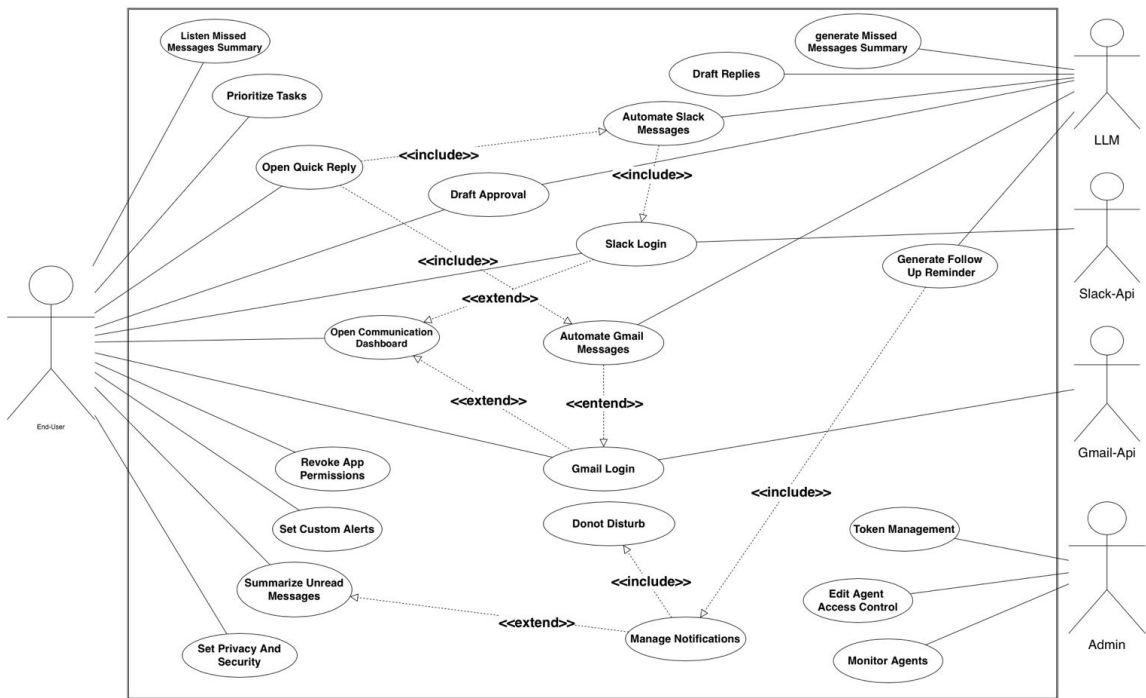 Listen Missed
Messages Summary
generate Missed
Messages Summary
Prioritize Tasks
Draft Replies
Automate Slack
Messages
LLM
<<include>>
Open Quick Reply
<<include>>
Draft Approval
Slack Login
<<include>>
Generate Follow
Up Reminder
Slack-Api
<<extend>>
Open Communication
Dashboard
Automate Gmail
Messages
<<extend>>
<<entend>>
End-User
Gmail-Api
Revoke App
Permissions
Gmail Login
<<include>>
Set Custom Alerts
Donot Disturb
Token Management
Summarize Unread
Messages
<<include>>
Edit Agent
Access Control
<<extend>>
Manage Notifications
Admin
Set Privacy And
Security
Monitor Agents